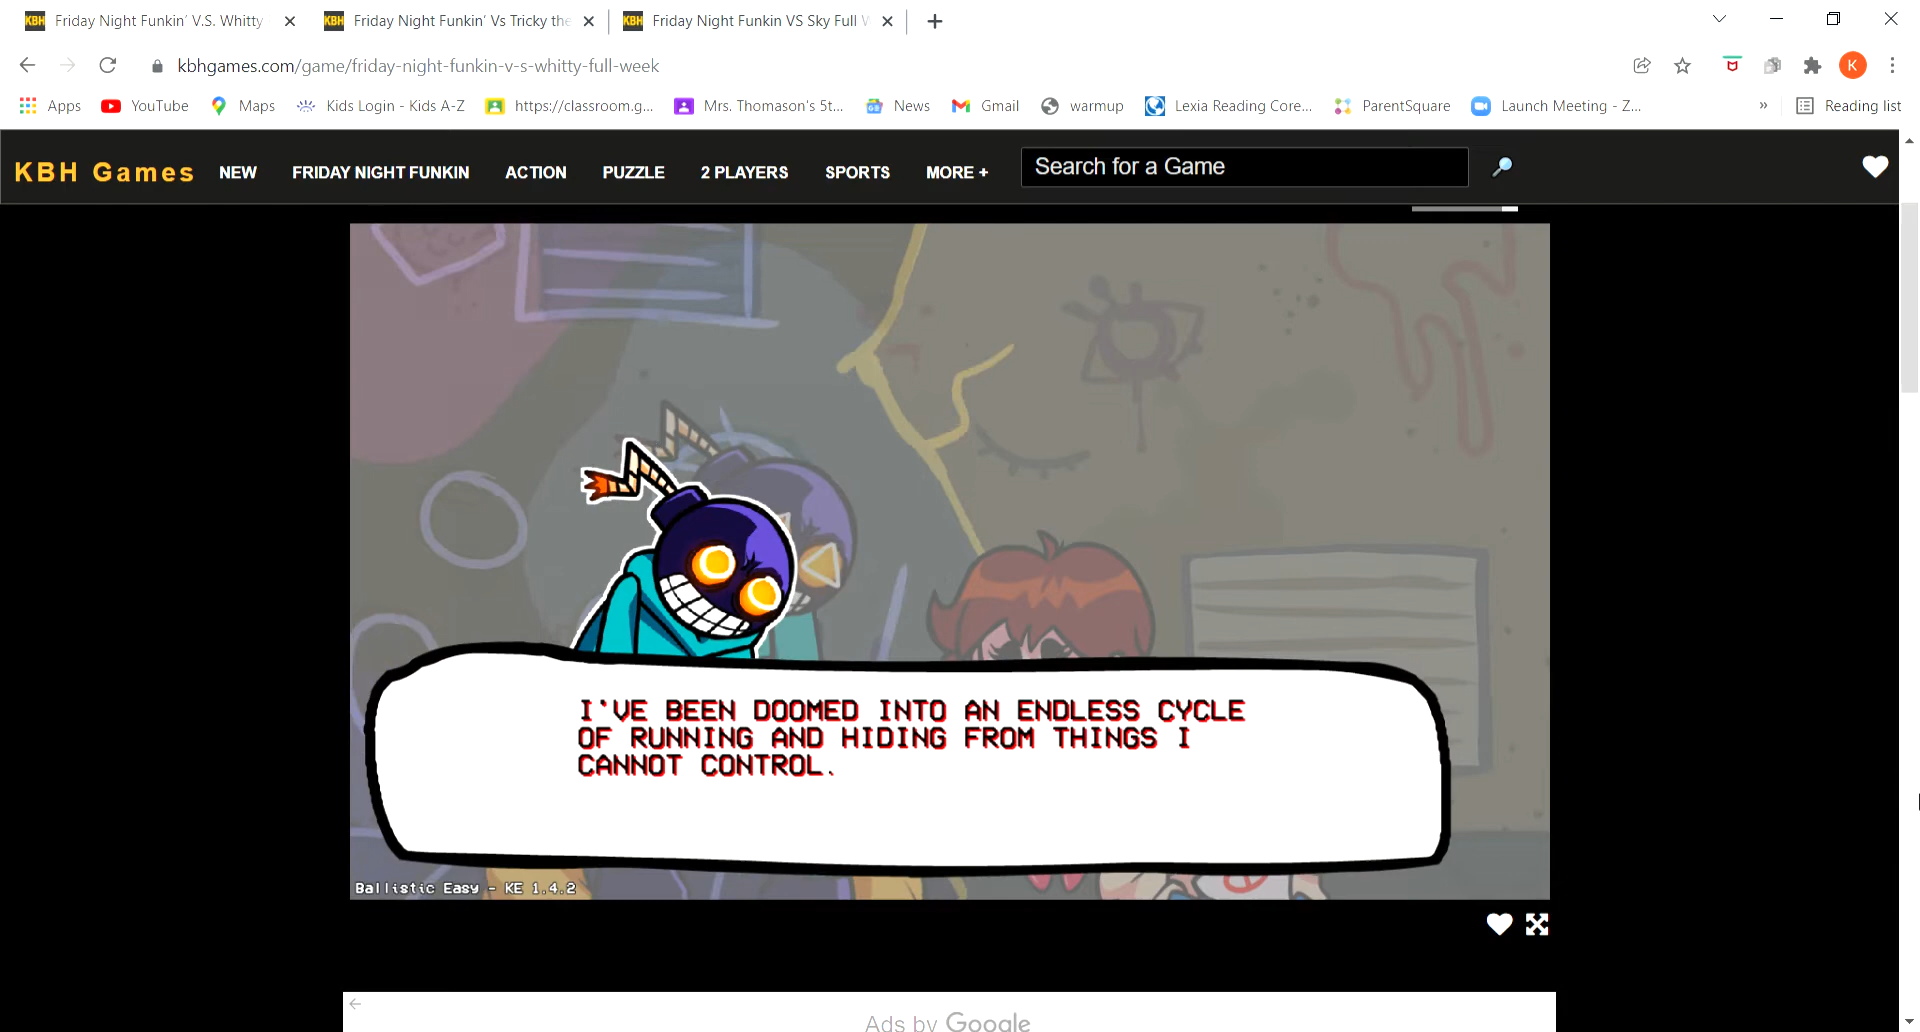 KBH Friday Night Funkin' V.S. Whitty
KBH Friday Night Funkin' Vs Tricky the
KBH Friday Night Funkin VS Sky Full
kbhgames.com/game/friday-night-funkin-v-s-whitty-full-week
K
Apps YouTube Maps Kids Login - Kids A-Z https://classroom.g... Mrs. Thomason's 5t... News Gmail warmup Lexia Reading Core... ParentSquare Launch Meeting - Z... » Reading list
KBH Games NEW FRIDAY NIGHT FUNKIN ACTION PUZZLE 2 PLAYERS SPORTS MORE + Search for a Game
I'VE BEEN DOOMED INTO AN ENDLESS CYCLE
OF RUNNING AND HIDING FROM THINGS I
CANNOT CONTROL.
Ballistic Easy - KE 1.4.2
Ads by Google